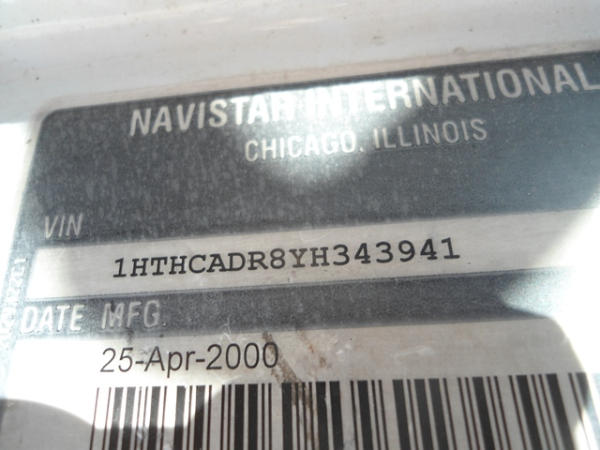 NAVISTAR INTERNATIONAL
CHICAGO, ILLINOIS
VIN
1HTHCADR8YH343941
DATE MFG
25-Apr-2000